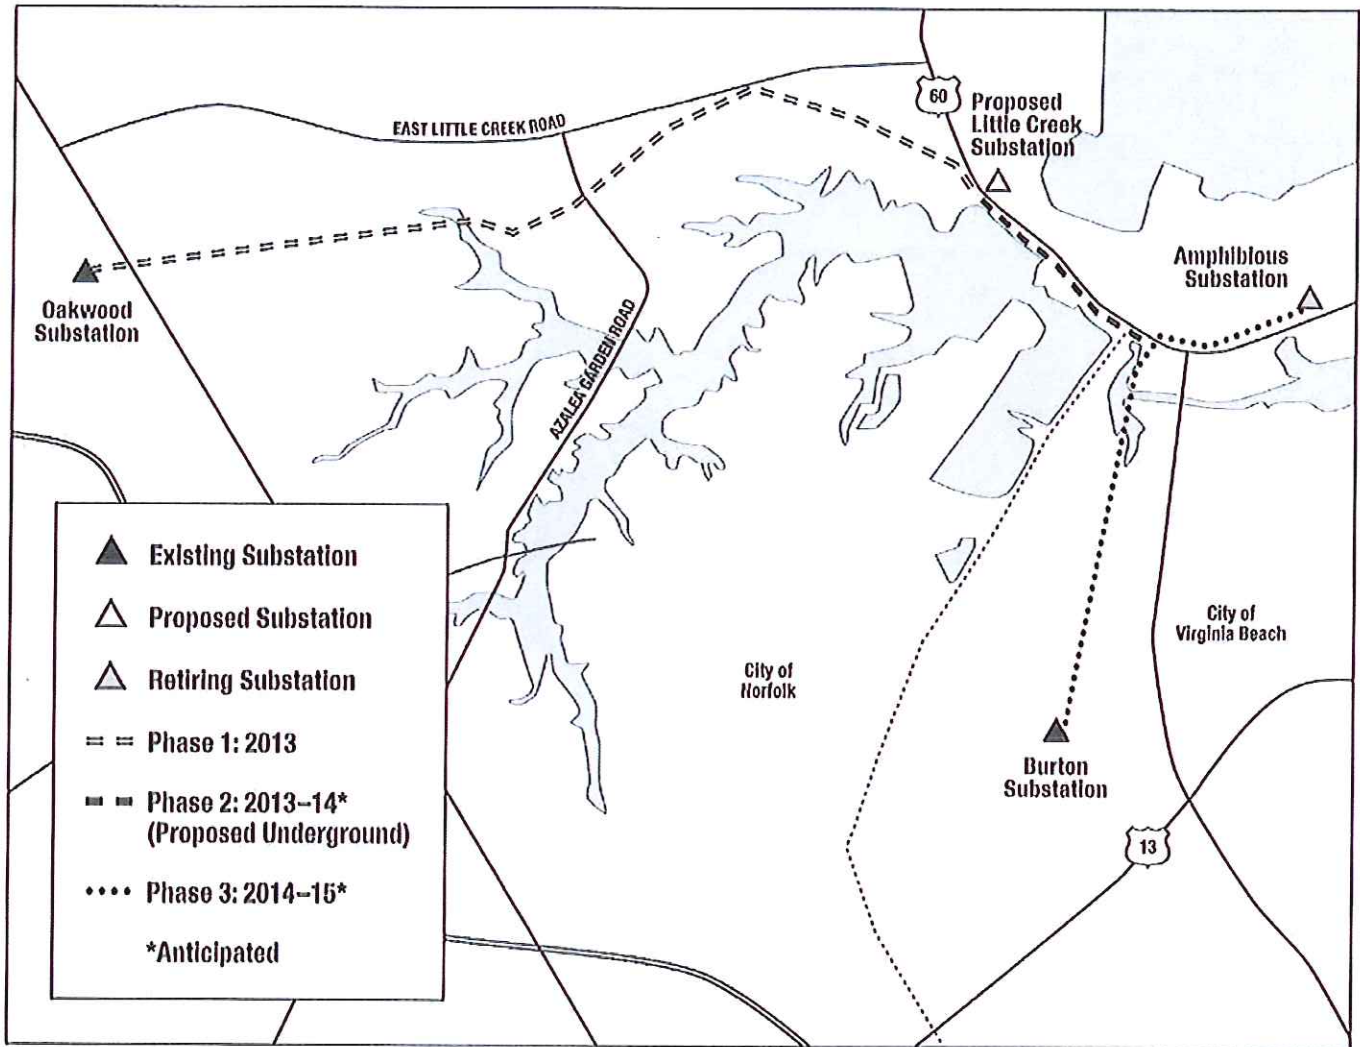 60
Proposed
Little Creek
Substation
EAST LITTLE CREEK ROAD
Amphibious
Substation
Oakwood
Substation
AZALEA GARDEN ROAD
Existing Substation
Proposed Substation
Retiring Substation
Phase 1: 2013
Phase 2: 2013–14*
(Proposed Underground)
Phase 3: 2014–15*
*Anticipated
City of
Norfolk
City of
Virginia Beach
Burton
Substation
13